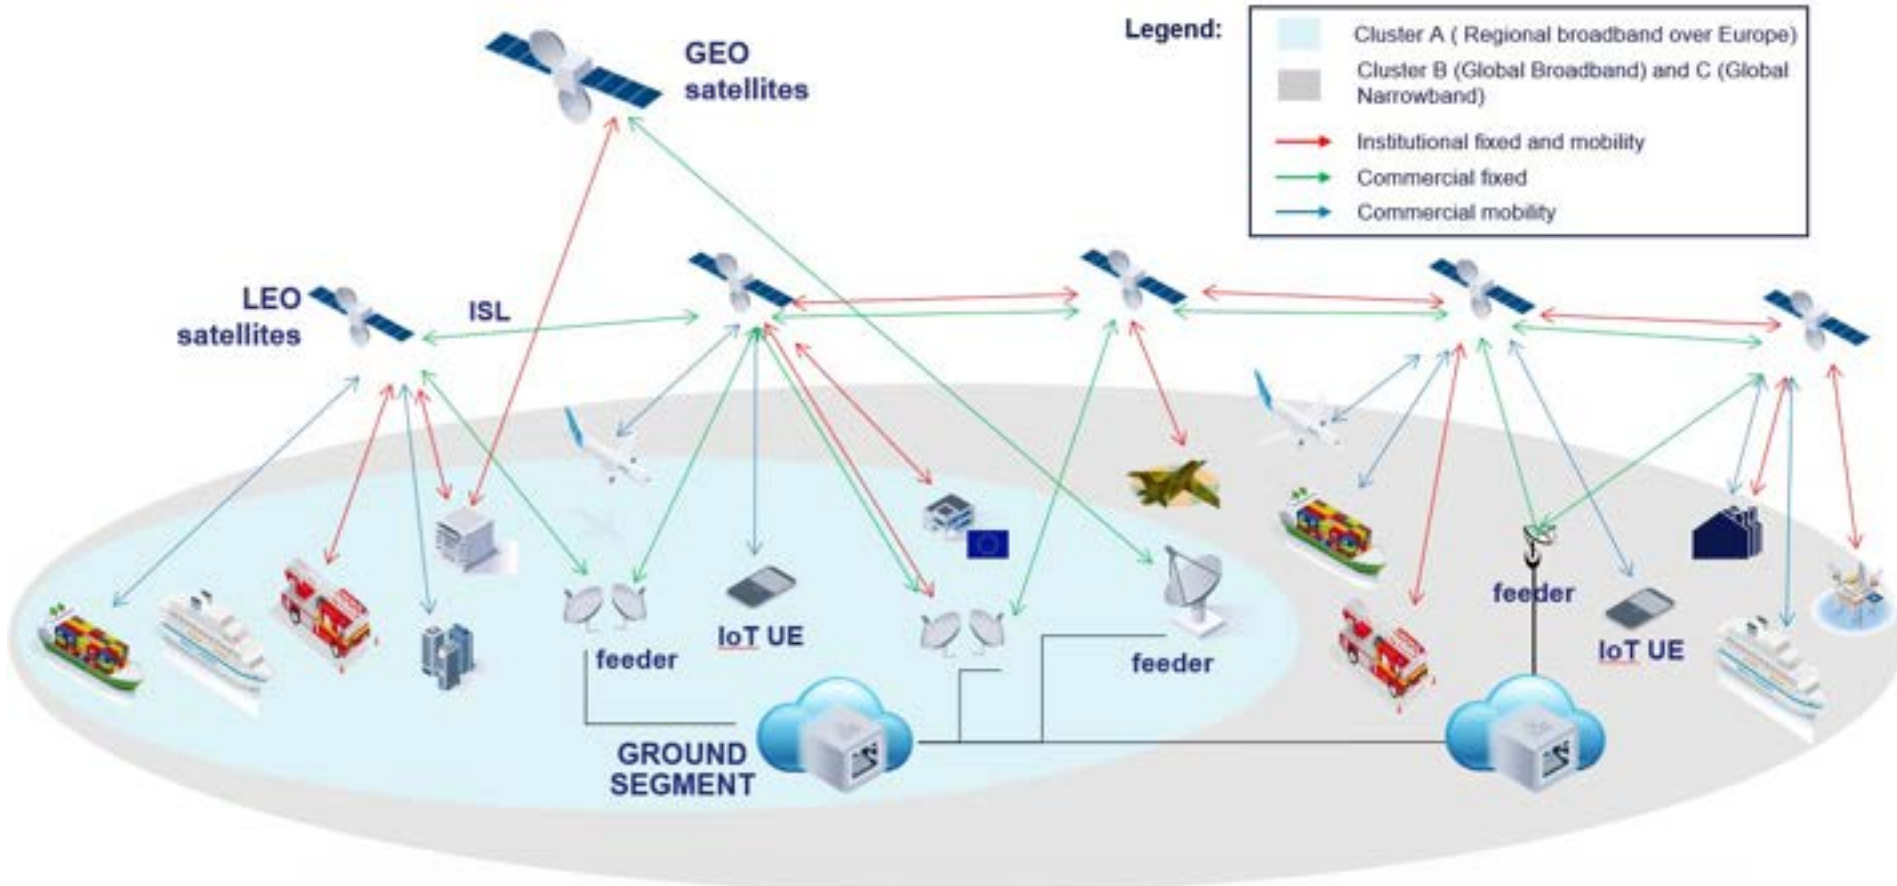 Legend:
Cluster A ( Regional broadband over Europe)
Cluster B (Global Broadband) and C (Global
Narrowband)
Institutional fixed and mobility
Commercial fixed
Commercial mobility
GEO
satellites
LEO
satellites
ISL
feeder
IoT UE
feeder
feeder
IoT UE
GROUND
SEGMENT